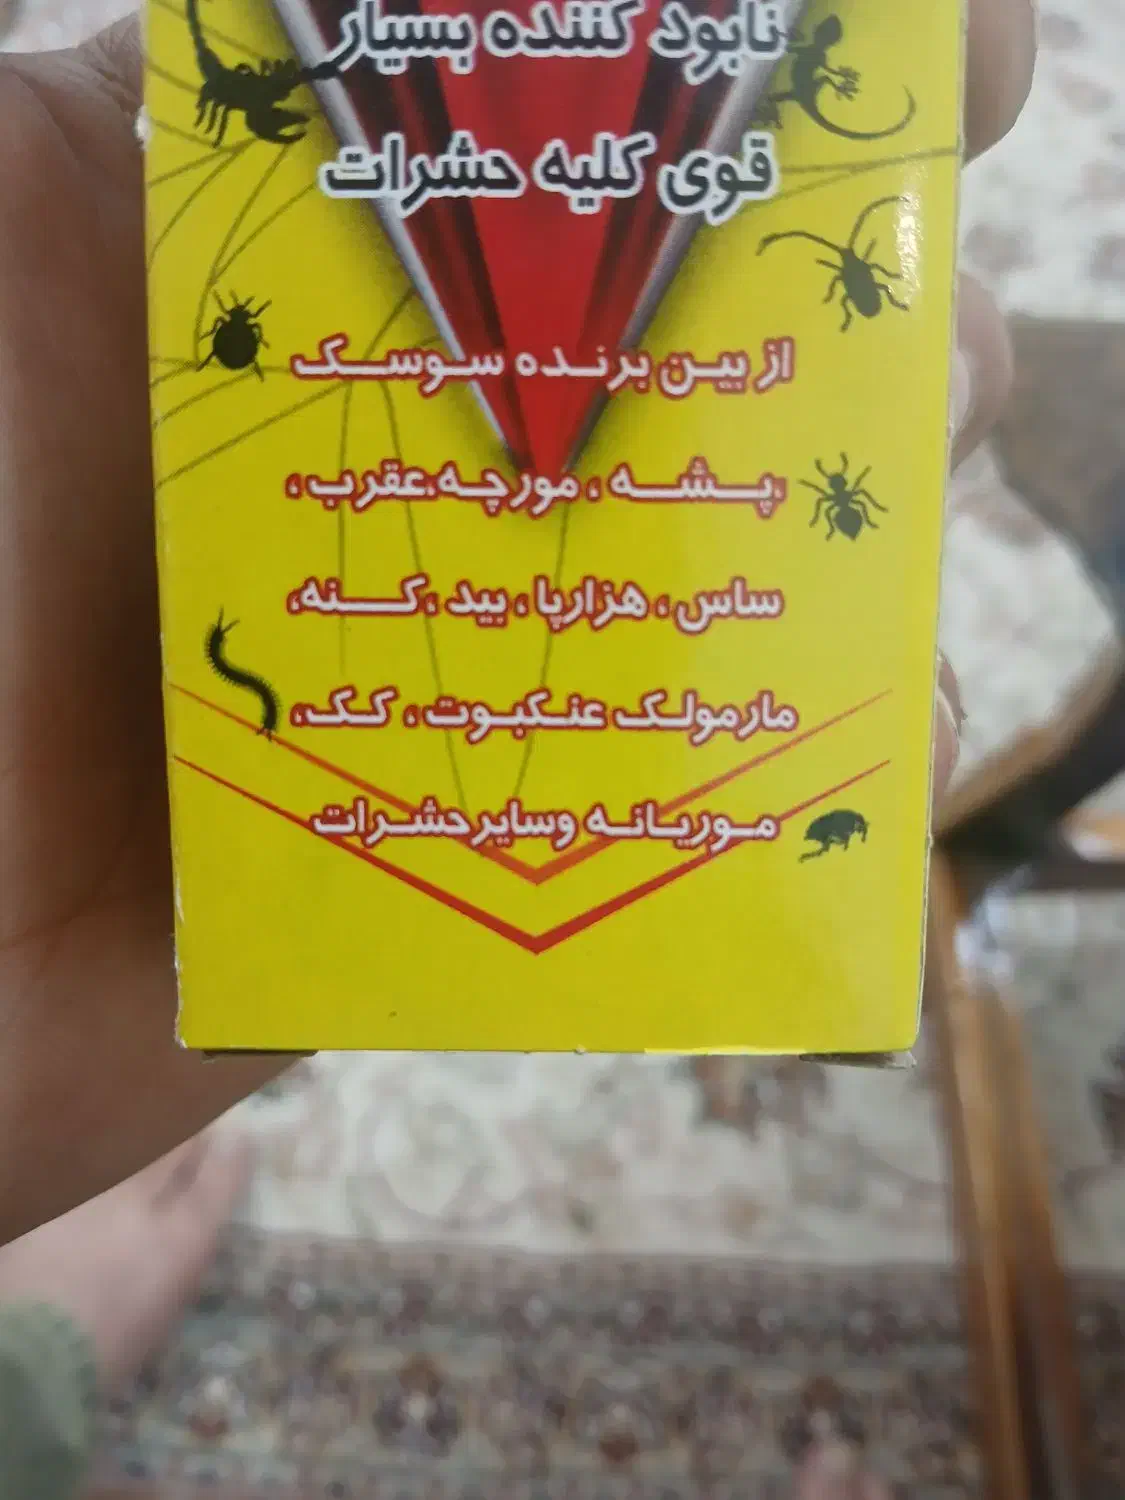 نابود کننده بسیار
قوی کلیه حشرات
از بین برنده سوسک
،پشه ، مورچه،عقرب ،
ساس ، هزارپا ، بید ،کنه،
مارمولک عنکبوت ، کک،
موریانه وسایرحشرات